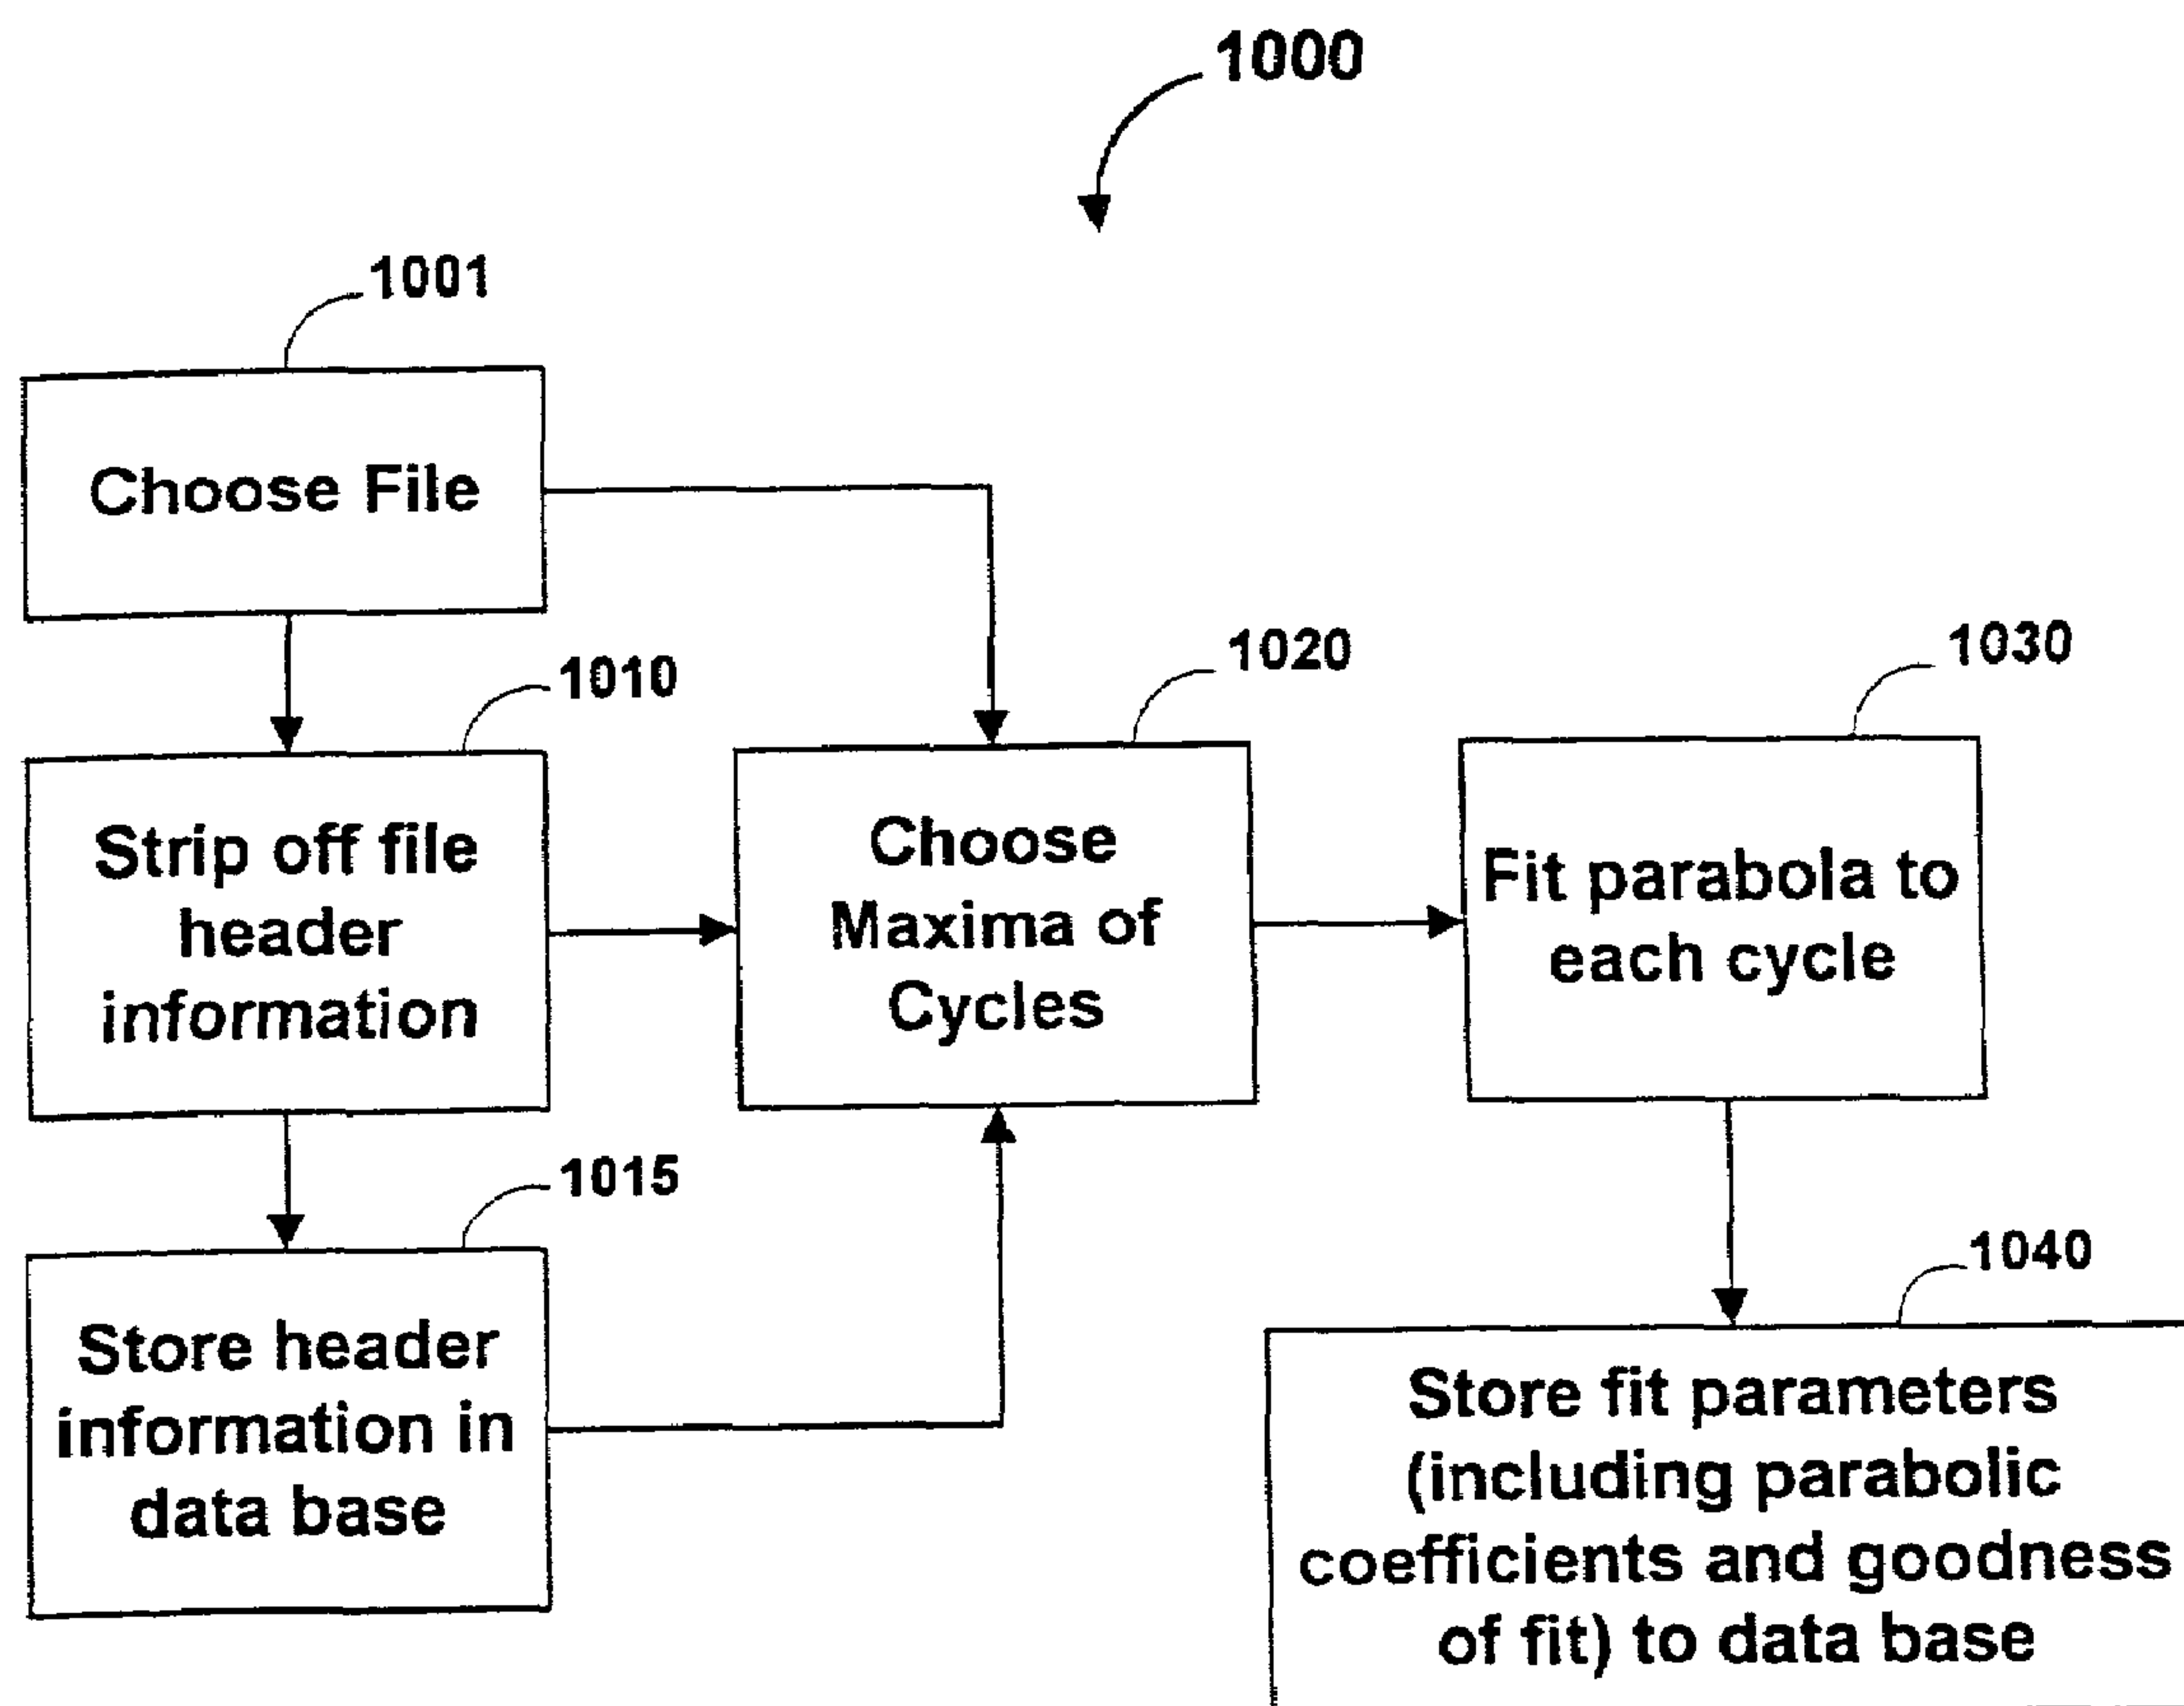 1000
1001
Choose File
1010
Strip off file
header
information
1020
Choose
Maxima of
Cycles
1030
Fit parabola to
each cycle
1015
Store header
information in
data base
1040
Store fit parameters
(including parabolic
coefficients and goodness
of fit) to data base